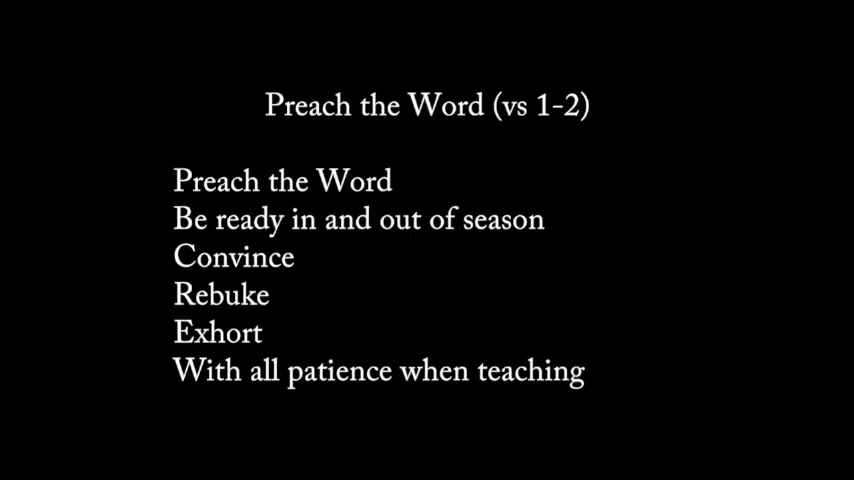 Preach the Word (vs 1-2)
Preach the Word
Be ready in and out of season
Convince
Rebuke
Exhort
With all patience when teaching